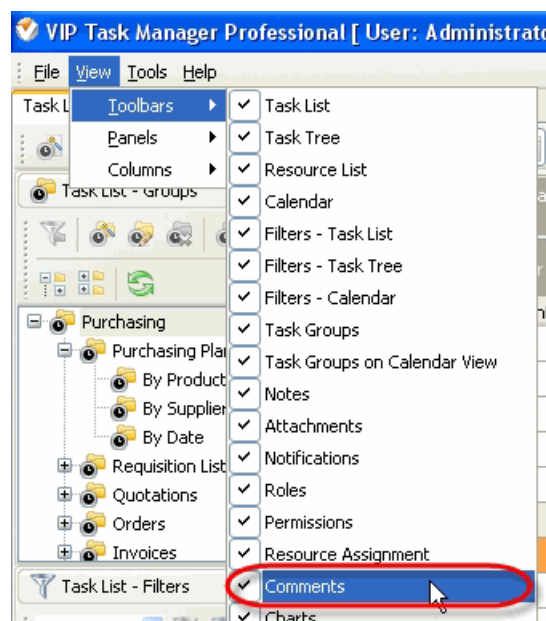 VIP Task Manager Professional [ User: Administrato
File View Tools Help
Task L
Toolbars
Panels
Columns
Task List
Task Tree
Resource List
Calendar
Filters - Task List
Filters - Task Tree
Filters - Calendar
Task Groups
Task Groups on Calendar View
Notes
Attachments
Notifications
Roles
Permissions
Resource Assignment
Comments
Charts
Task List - Groups
Purchasing
Purchasing Pla
By Product
By Supplier
By Date
Requisition List
Quotations
Orders
Invoices
Task List - Filters